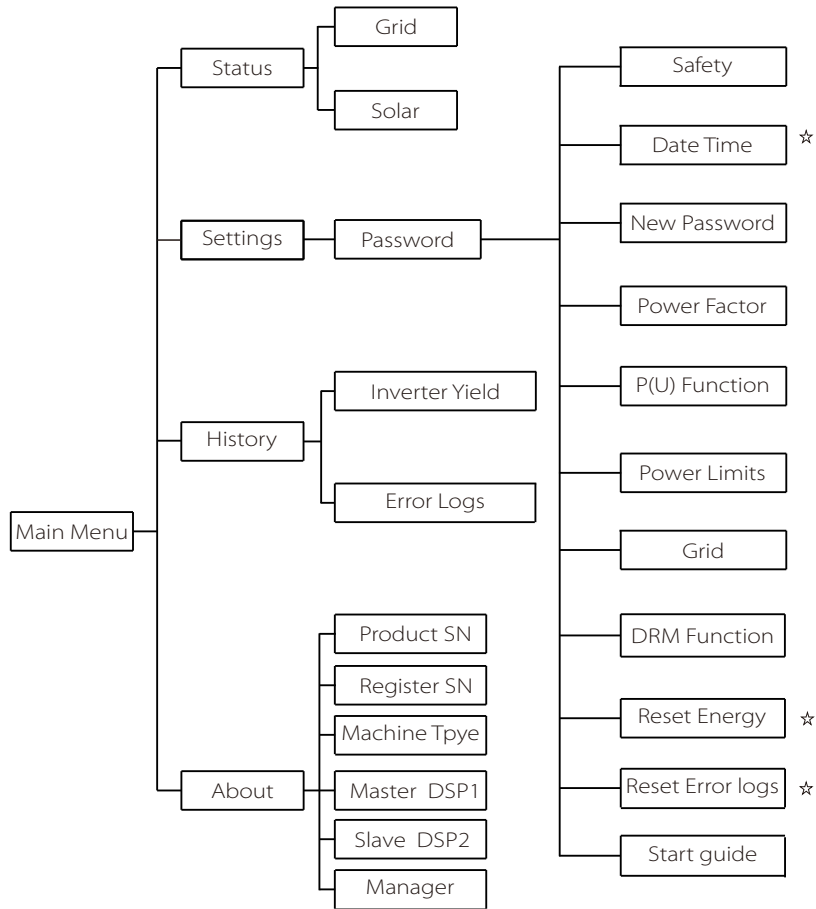 Main Menu
Status
Grid
Solar
Settings
Password
Safety
Date Time ☆
New Password
Power Factor
P(U) Function
Power Limits
Grid
DRM Function
Reset Energy ☆
Reset Error logs ☆
Start guide
History
Inverter Yield
Error Logs
About
Product SN
Register SN
Machine Tpye
Master DSP1
Slave DSP2
Manager